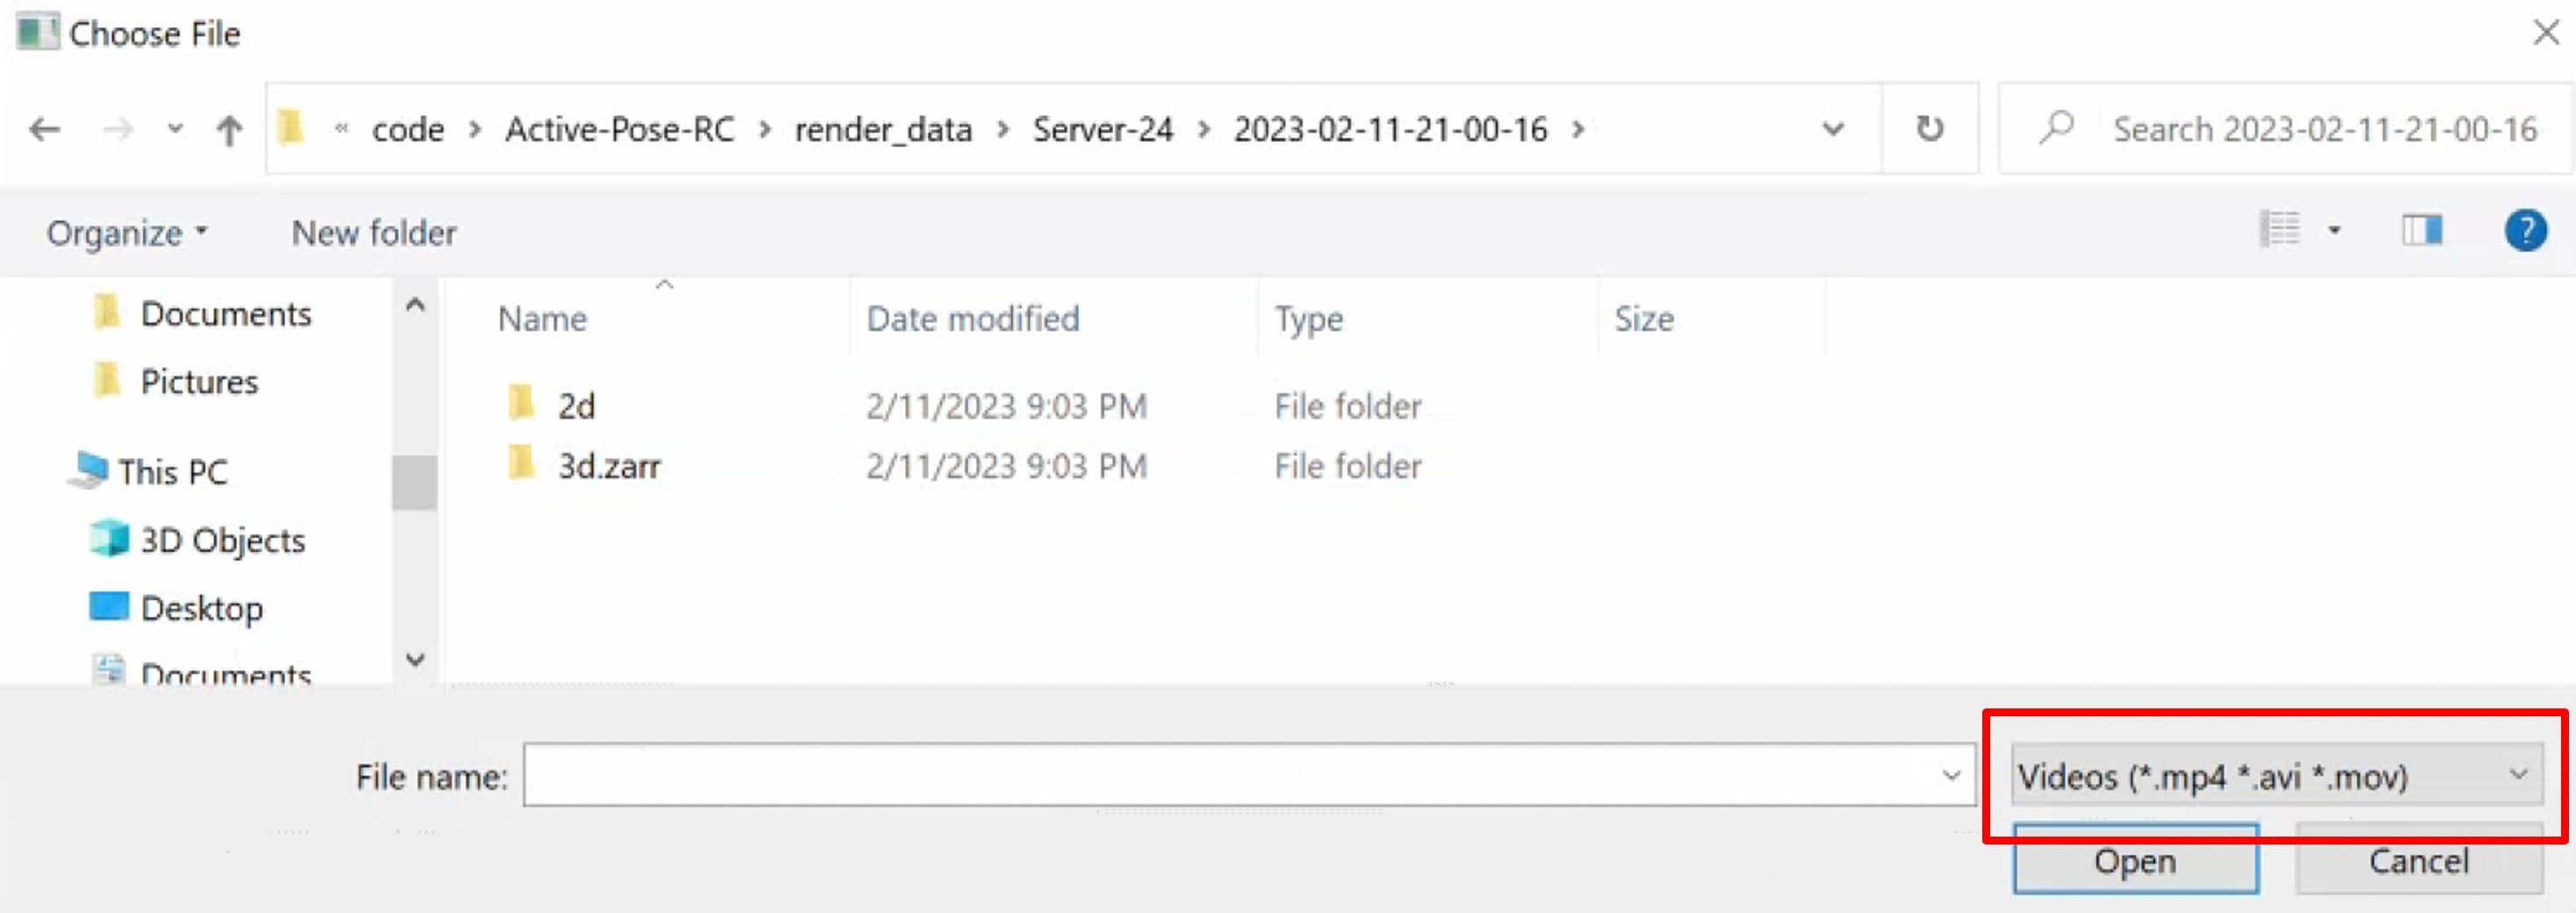 Choose File
« code > Active-Pose-RC > render_data > Server-24 > 2023-02-11-21-00-16 >
Search 2023-02-11-21-00-16
Organize
New folder
?
Documents
Pictures
This PC
3D Objects
Desktop
Documents
Name Date modified Type Size
2d 2/11/2023 9:03 PM File folder
3d.zarr 2/11/2023 9:03 PM File folder
File name:
Videos (*.mp4 *.avi *.mov)
Open Cancel